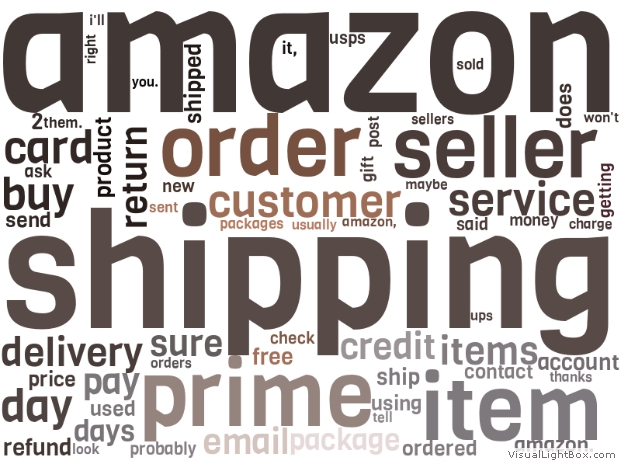 amazon
i'll
right
you.
shipped
it,
usps
sold
does
won't
2
them.
card
ask
buy
send
product
return
order
new
sent
gift
post
sellers
seller
maybe
customer
service
getting
packages
usually
amazon,
said
money
charge
shipping
ups
delivery
sure
orders
check
free
credit
items
account
contact
thanks
price
pay
day
used
days
prime
ship
using
tell
item
refund
look
probably
email
package
ordered
amazon
VisualLightBox.com